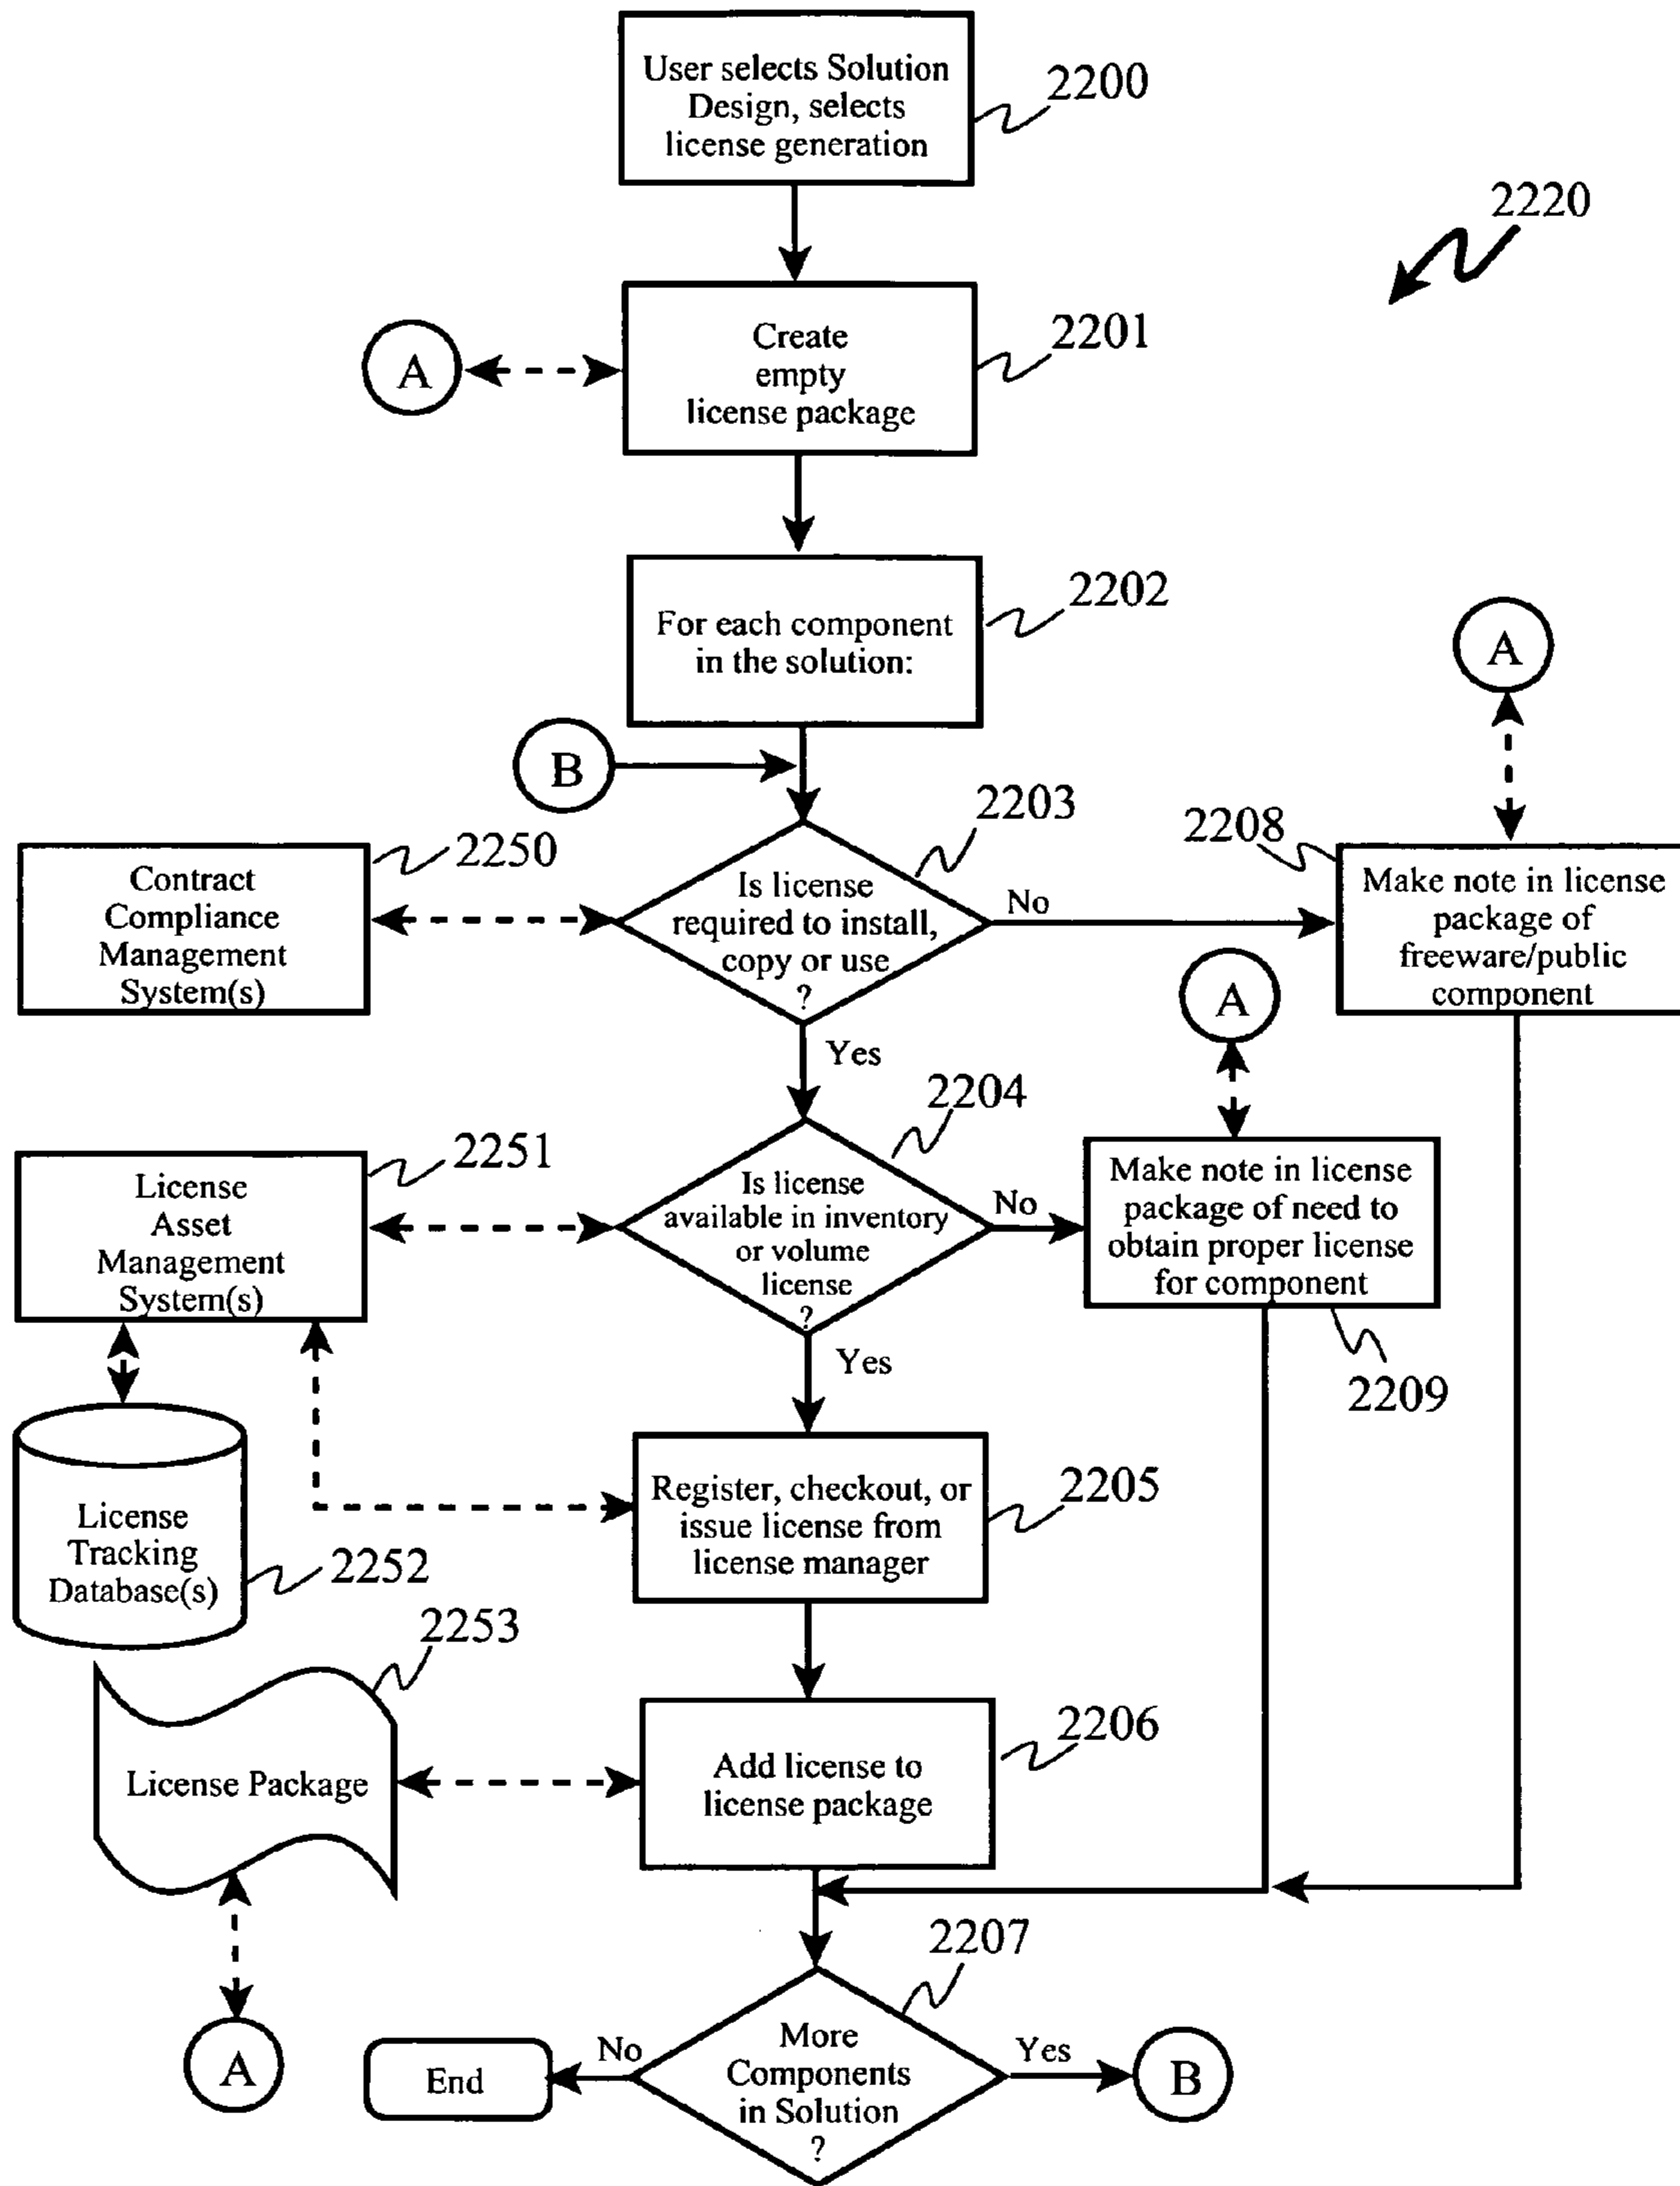 User selects Solution
Design, selects
license generation
2200
2220
Create
empty
license package
2201
A
For each component
in the solution:
2202
A
B
2203
Is license
required to install,
copy or use
?
No
Yes
2250
Contract
Compliance
Management
System(s)
2208
Make note in license
package of
freeware/public
component
A
2204
Is license
available in inventory
or volume
license
?
No
Yes
2251
License
Asset
Management
System(s)
Make note in license
package of need to
obtain proper license
for component
2209
Register, checkout, or
issue license from
license manager
2205
License
Tracking
Database(s)
2252
2253
License Package
Add license to
license package
2206
2207
More
Components
in Solution
?
No
Yes
A
End
B